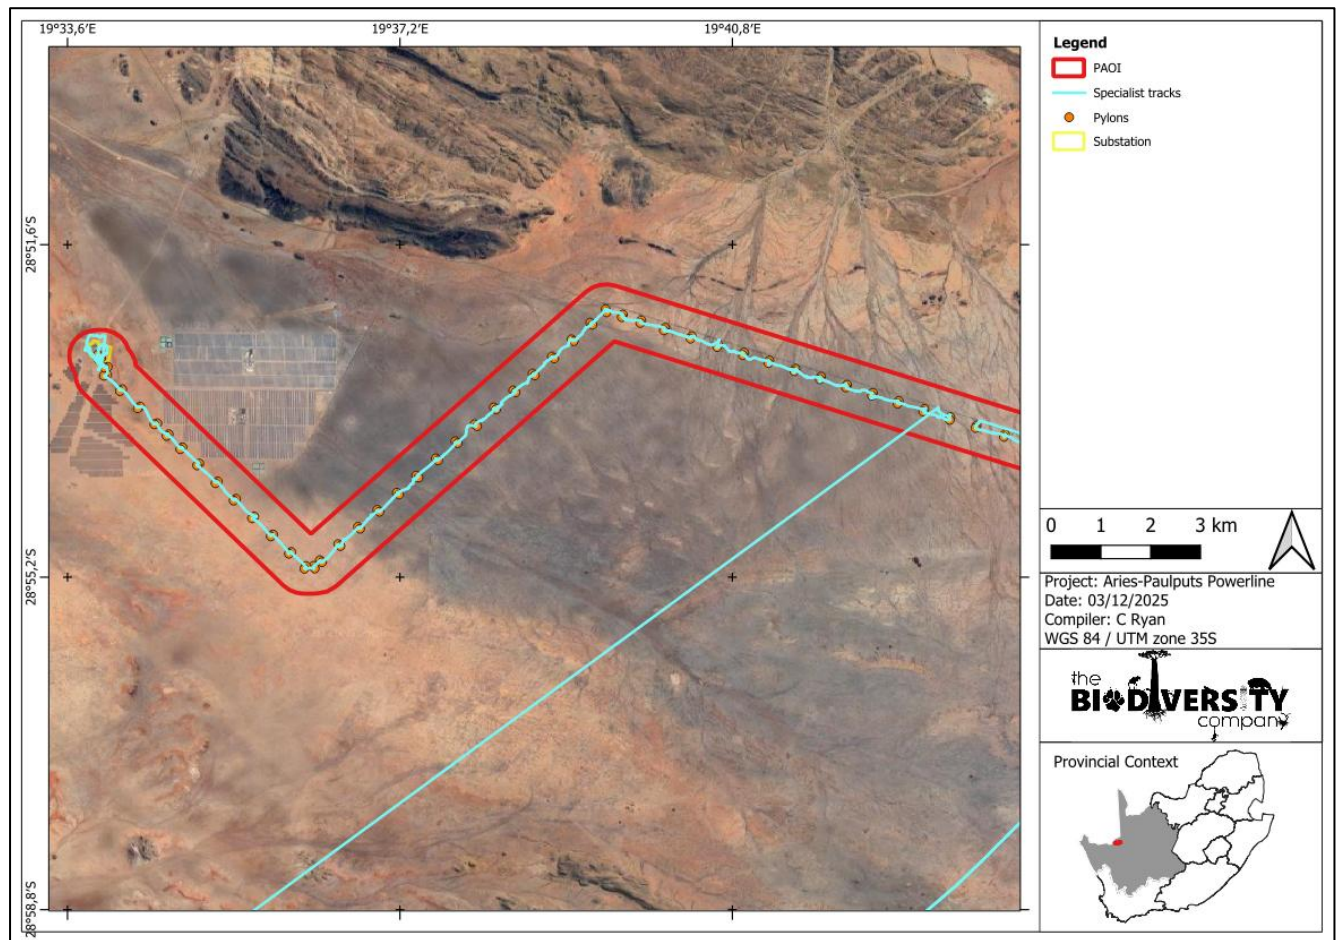 19°33,6'E
19°37,2'E
19°40,8'E
28°51,6'S
28°55,2'S
28°58,8'S
Legend
PAOI
Specialist tracks
Pylons
Substation
0 1 2 3 km
Project: Aries-Paulputs Powerline
Date: 03/12/2025
Compiler: C Ryan
WGS 84 / UTM zone 35S
the
BIODIVERSITY
company
Provincial Context